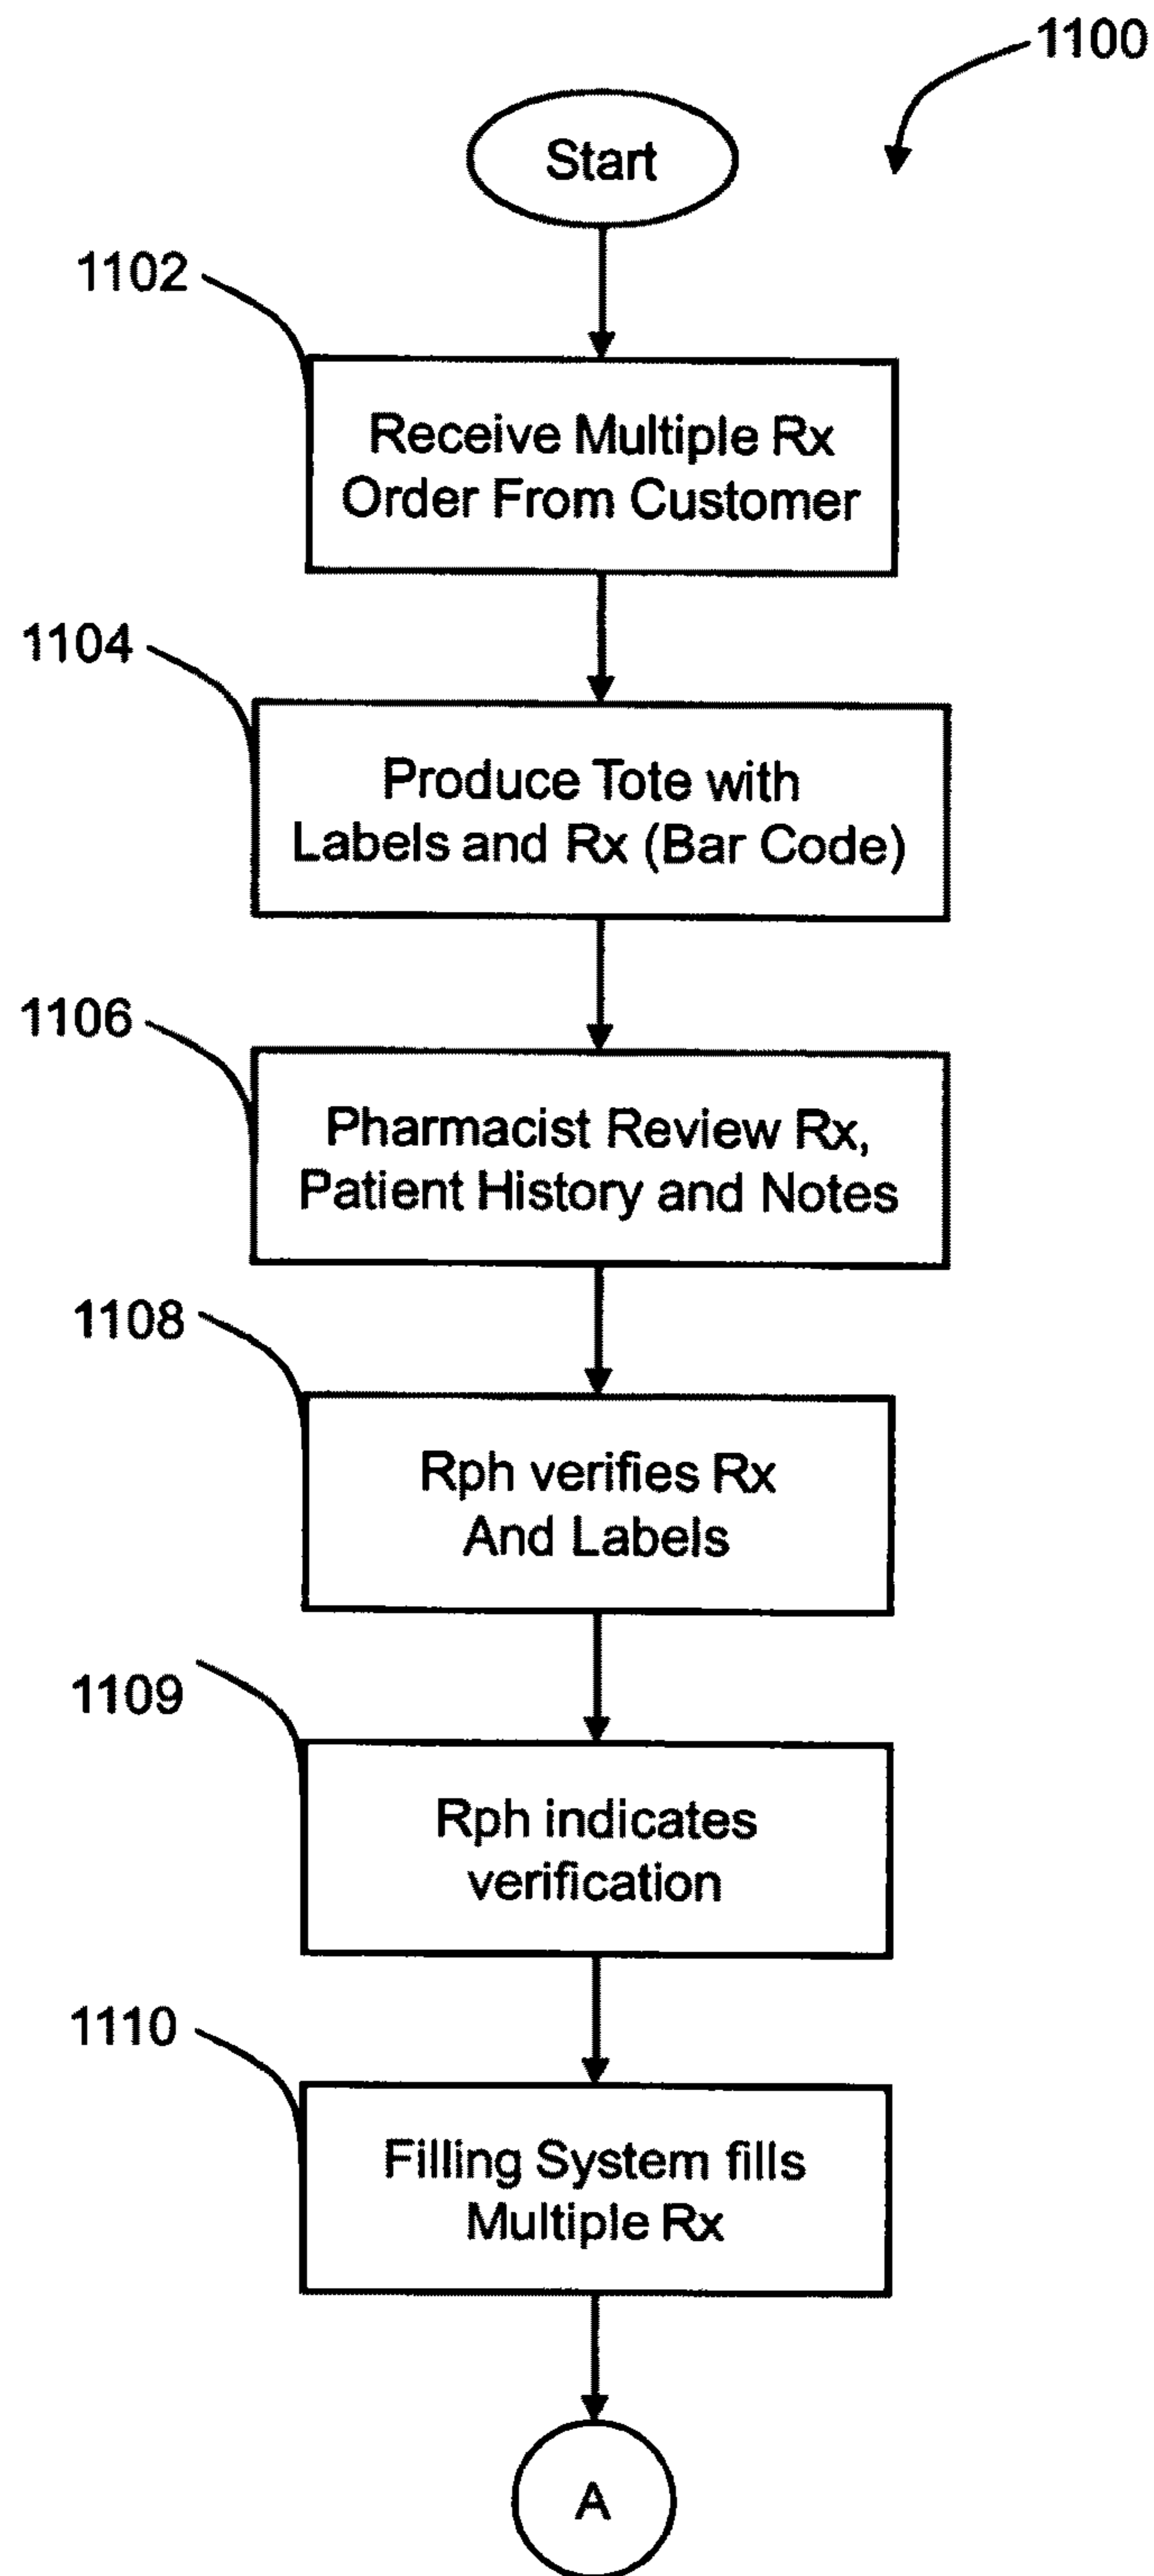 1100
Start
1102
Receive Multiple Rx
Order From Customer
1104
Produce Tote with
Labels and Rx (Bar Code)
1106
Pharmacist Review Rx,
Patient History and Notes
1108
Rph verifies Rx
And Labels
1109
Rph indicates
verification
1110
Filling System fills
Multiple Rx
A